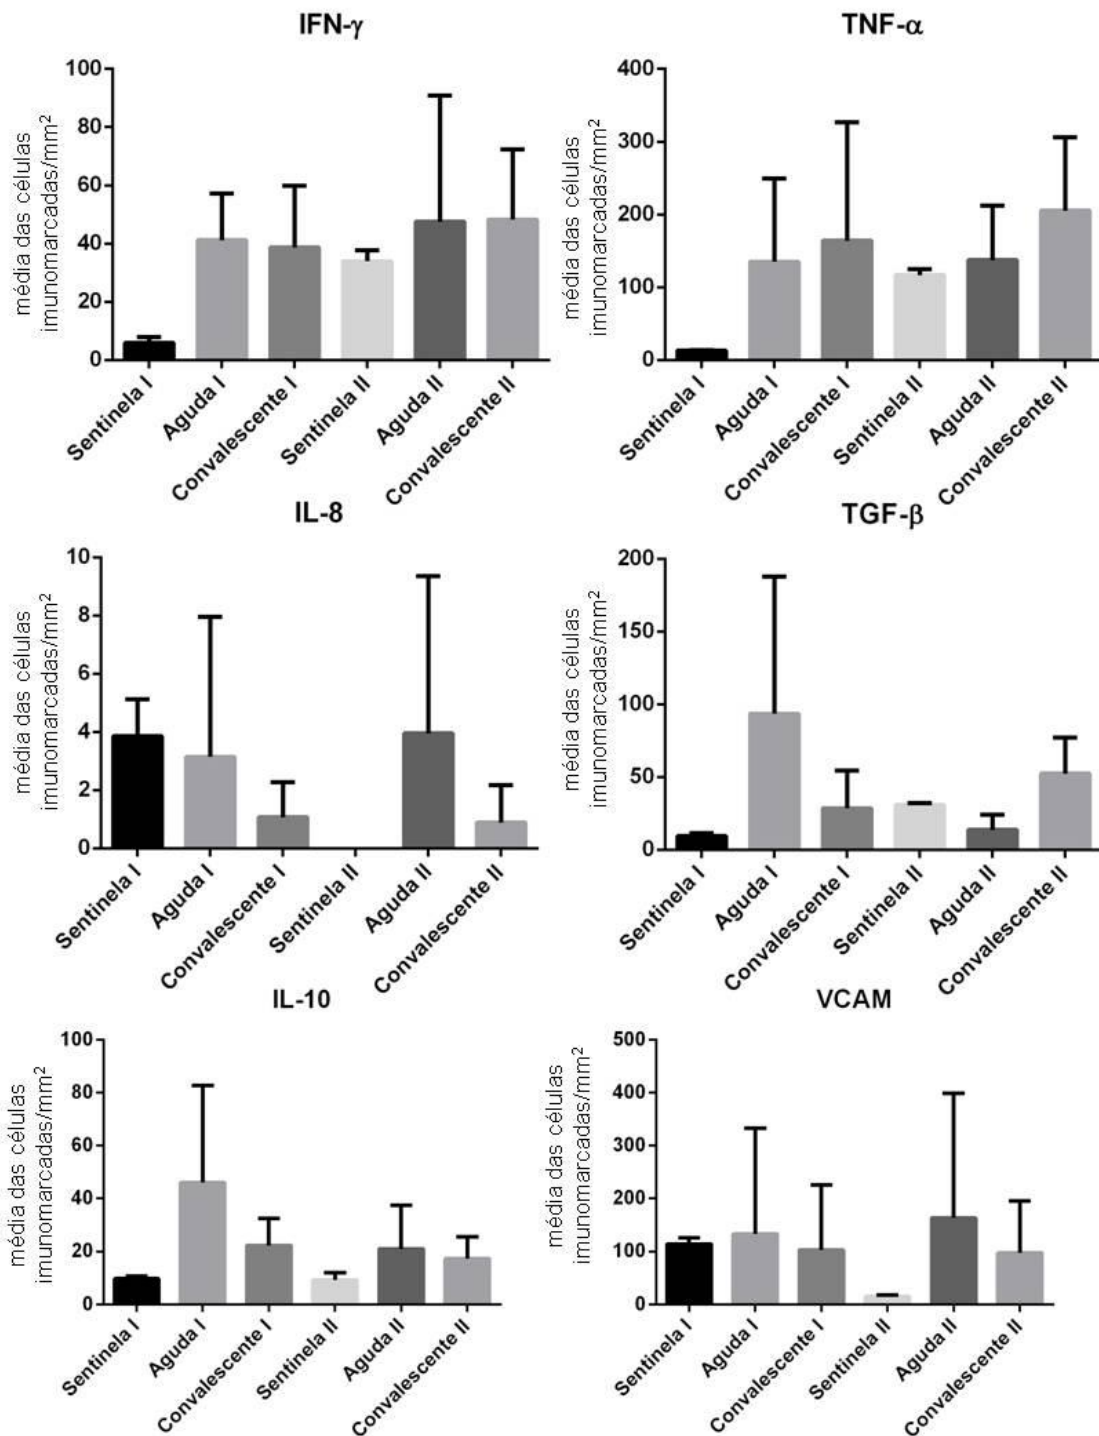 IFN-γ
média das células
imunomarcadas/mm²
100
80
60
40
20
0
Sentinela I
Aguda I
Convalescente I
Sentinela II
Aguda II
Convalescente II
TNF-α
média das células
imunomarcadas/mm²
400
300
200
100
0
Sentinela I
Aguda I
Convalescente I
Sentinela II
Aguda II
Convalescente II
IL-8
média das células
imunomarcadas/mm²
10
8
6
4
2
0
Sentinela I
Aguda I
Convalescente I
Sentinela II
Aguda II
Convalescente II
TGF-β
média das células
imunomarcadas/mm²
200
150
100
50
0
Sentinela I
Aguda I
Convalescente I
Sentinela II
Aguda II
Convalescente II
IL-10
média das células
imunomarcadas/mm²
100
80
60
40
20
0
Sentinela I
Aguda I
Convalescente I
Sentinela II
Aguda II
Convalescente II
VCAM
média das células
imunomarcadas/mm²
500
400
300
200
100
0
Sentinela I
Aguda I
Convalescente I
Sentinela II
Aguda II
Convalescente II